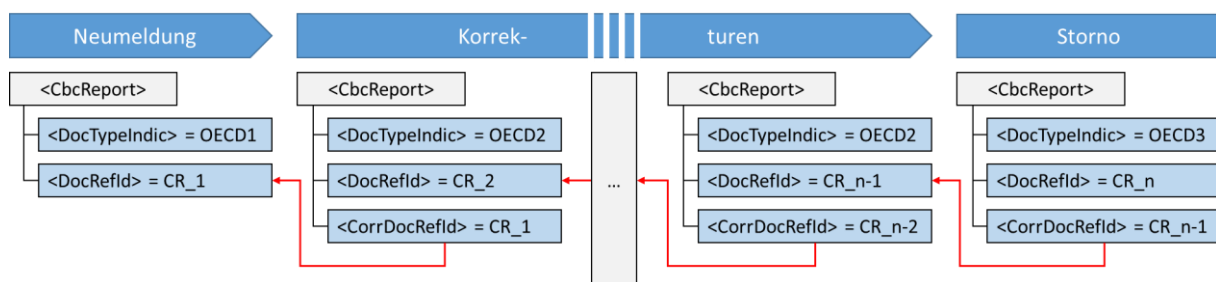 Neumeldung
Korrek-
turen
Storno
<CbcReport>
<CbcReport>
<CbcReport>
<CbcReport>
<DocTypeIndic> = OECD1
<DocTypeIndic> = OECD2
<DocTypeIndic> = OECD2
<DocTypeIndic> = OECD3
<DocRefId> = CR_1
<DocRefId> = CR_2
...
<DocRefId> = CR_n-1
<DocRefId> = CR_n
<CorrDocRefId> = CR_1
<CorrDocRefId> = CR_n-2
<CorrDocRefId> = CR_n-1